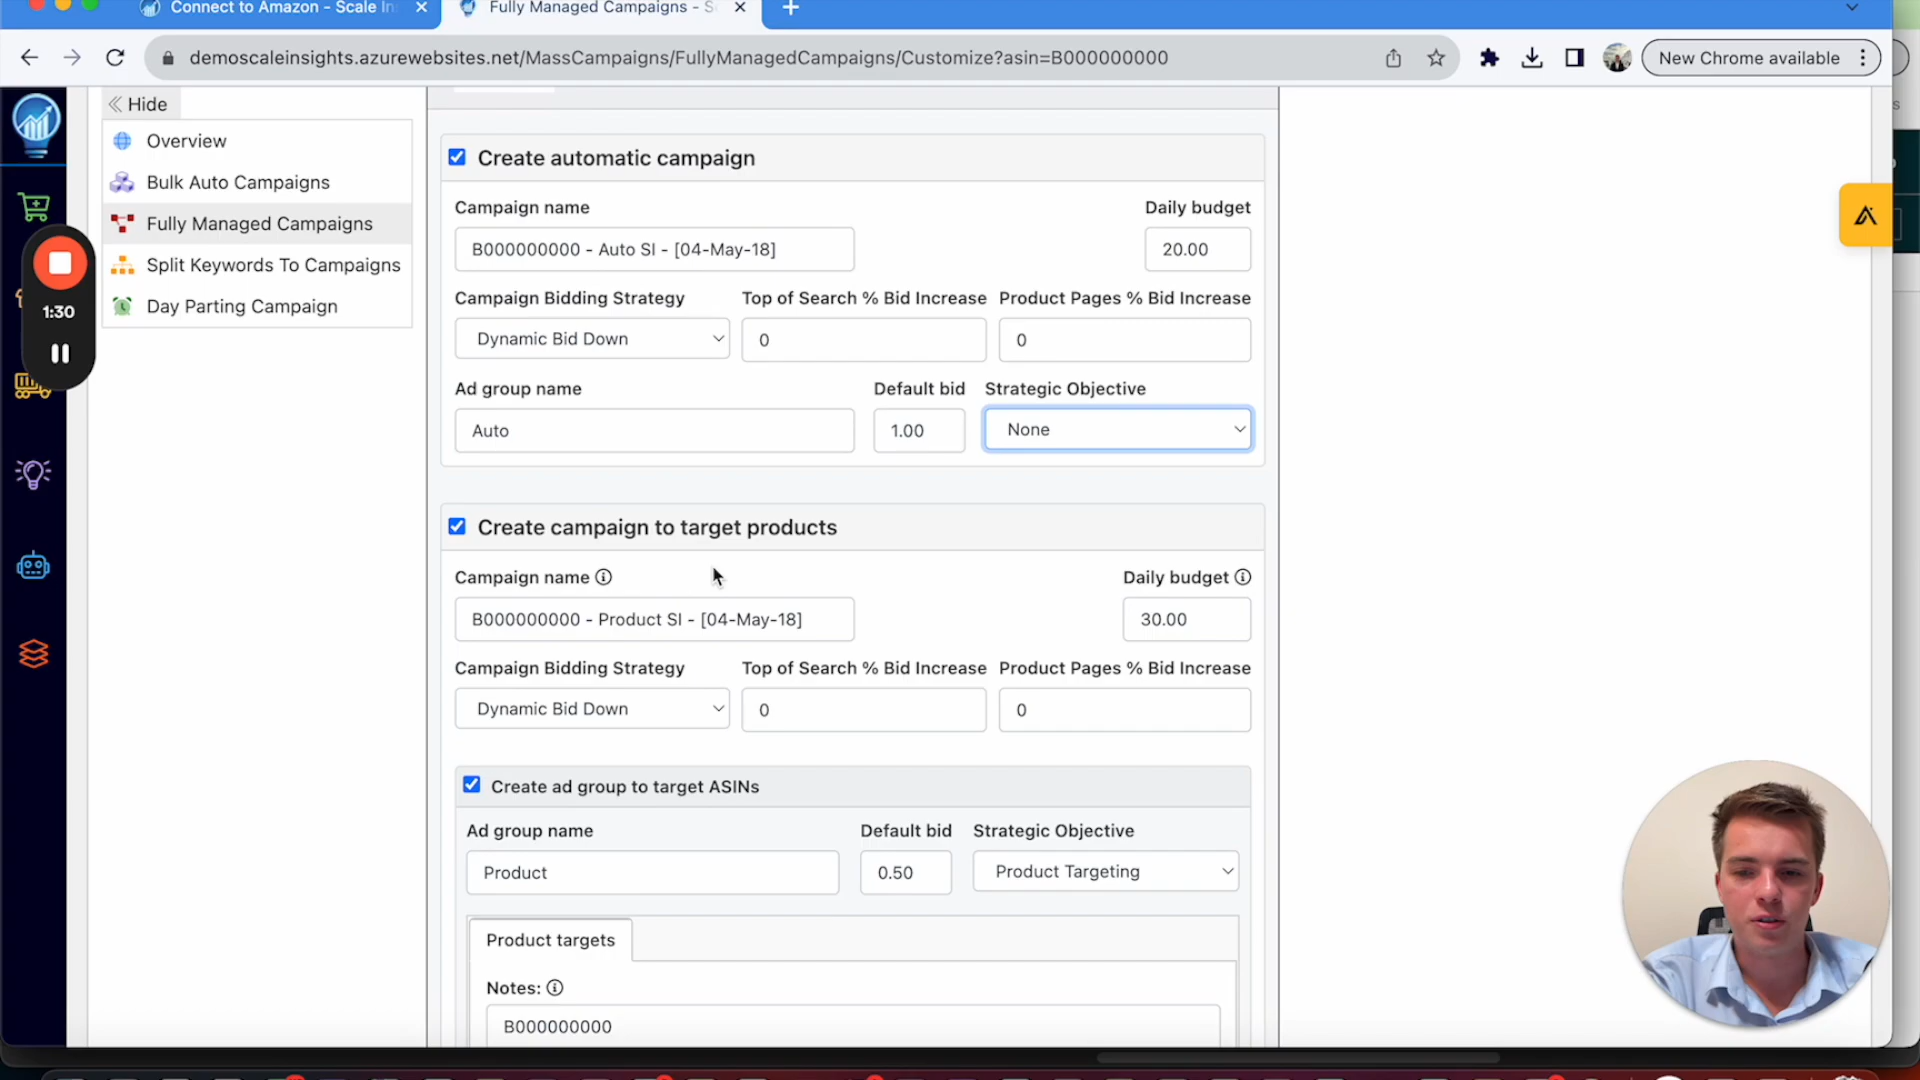 Connect to Amazon - Scale In
Fully Managed Campaigns - S
demoscaleinsights.azurewebsites.net/MassCampaigns/FullyManagedCampaigns/Customize?asin=B000000000
New Chrome available
Hide
Overview
Bulk Auto Campaigns
Fully Managed Campaigns
Split Keywords To Campaigns
Day Parting Campaign
1:30
Create automatic campaign
Campaign name Daily budget
B000000000 - Auto SI - [04-May-18] 20.00
Campaign Bidding Strategy Top of Search % Bid Increase Product Pages % Bid Increase
Dynamic Bid Down 0 0
Ad group name Default bid Strategic Objective
Auto 1.00 None
Create campaign to target products
Campaign name Daily budget
B000000000 - Product SI - [04-May-18] 30.00
Campaign Bidding Strategy Top of Search % Bid Increase Product Pages % Bid Increase
Dynamic Bid Down 0 0
Create ad group to target ASINs
Ad group name Default bid Strategic Objective
Product 0.50 Product Targeting
Product targets
Notes:
B000000000